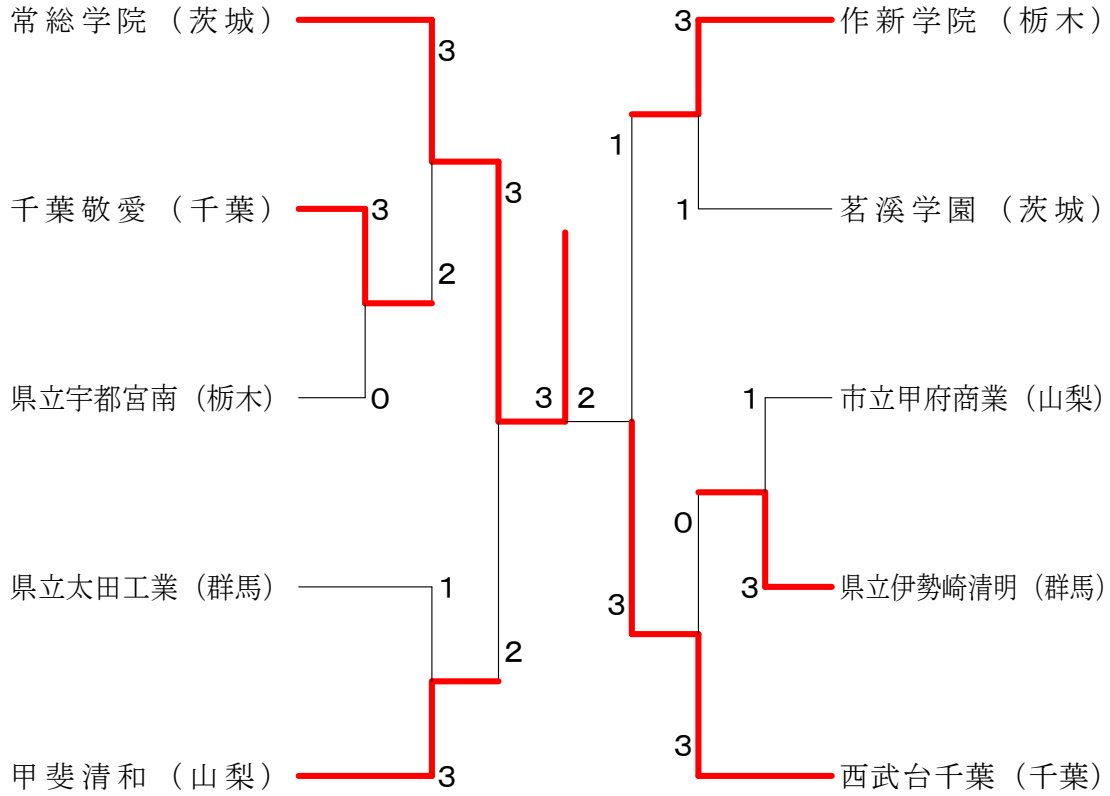 常総学院（茨城）
3
千葉敬愛（千葉）
3
2
県立宇都宮南（栃木）
0
3
県立太田工業（群馬）
1
2
甲斐清和（山梨）
3
3 2
3
作新学院（栃木）
1
1
茗溪学園（茨城）
1
市立甲府商業（山梨）
0
3
県立伊勢崎清明（群馬）
3
3
西武台千葉（千葉）